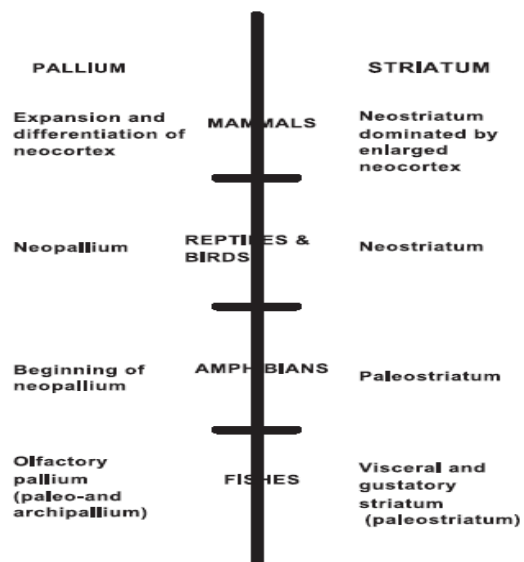 PALLIUM
STRIATUM
Expansion and
differentiation of
neocortex
MAMMALS
Neostriatum
dominated by
enlarged
neocortex
Neopallium
REPTILES &
BIRDS
Neostriatum
Beginning of
neopallium
AMPHIBIANS
Paleostriatum
Olfactory
pallium
(paleo-and
archipallium)
FISHES
Visceral and
gustatory
striatum
(paleostriatum)